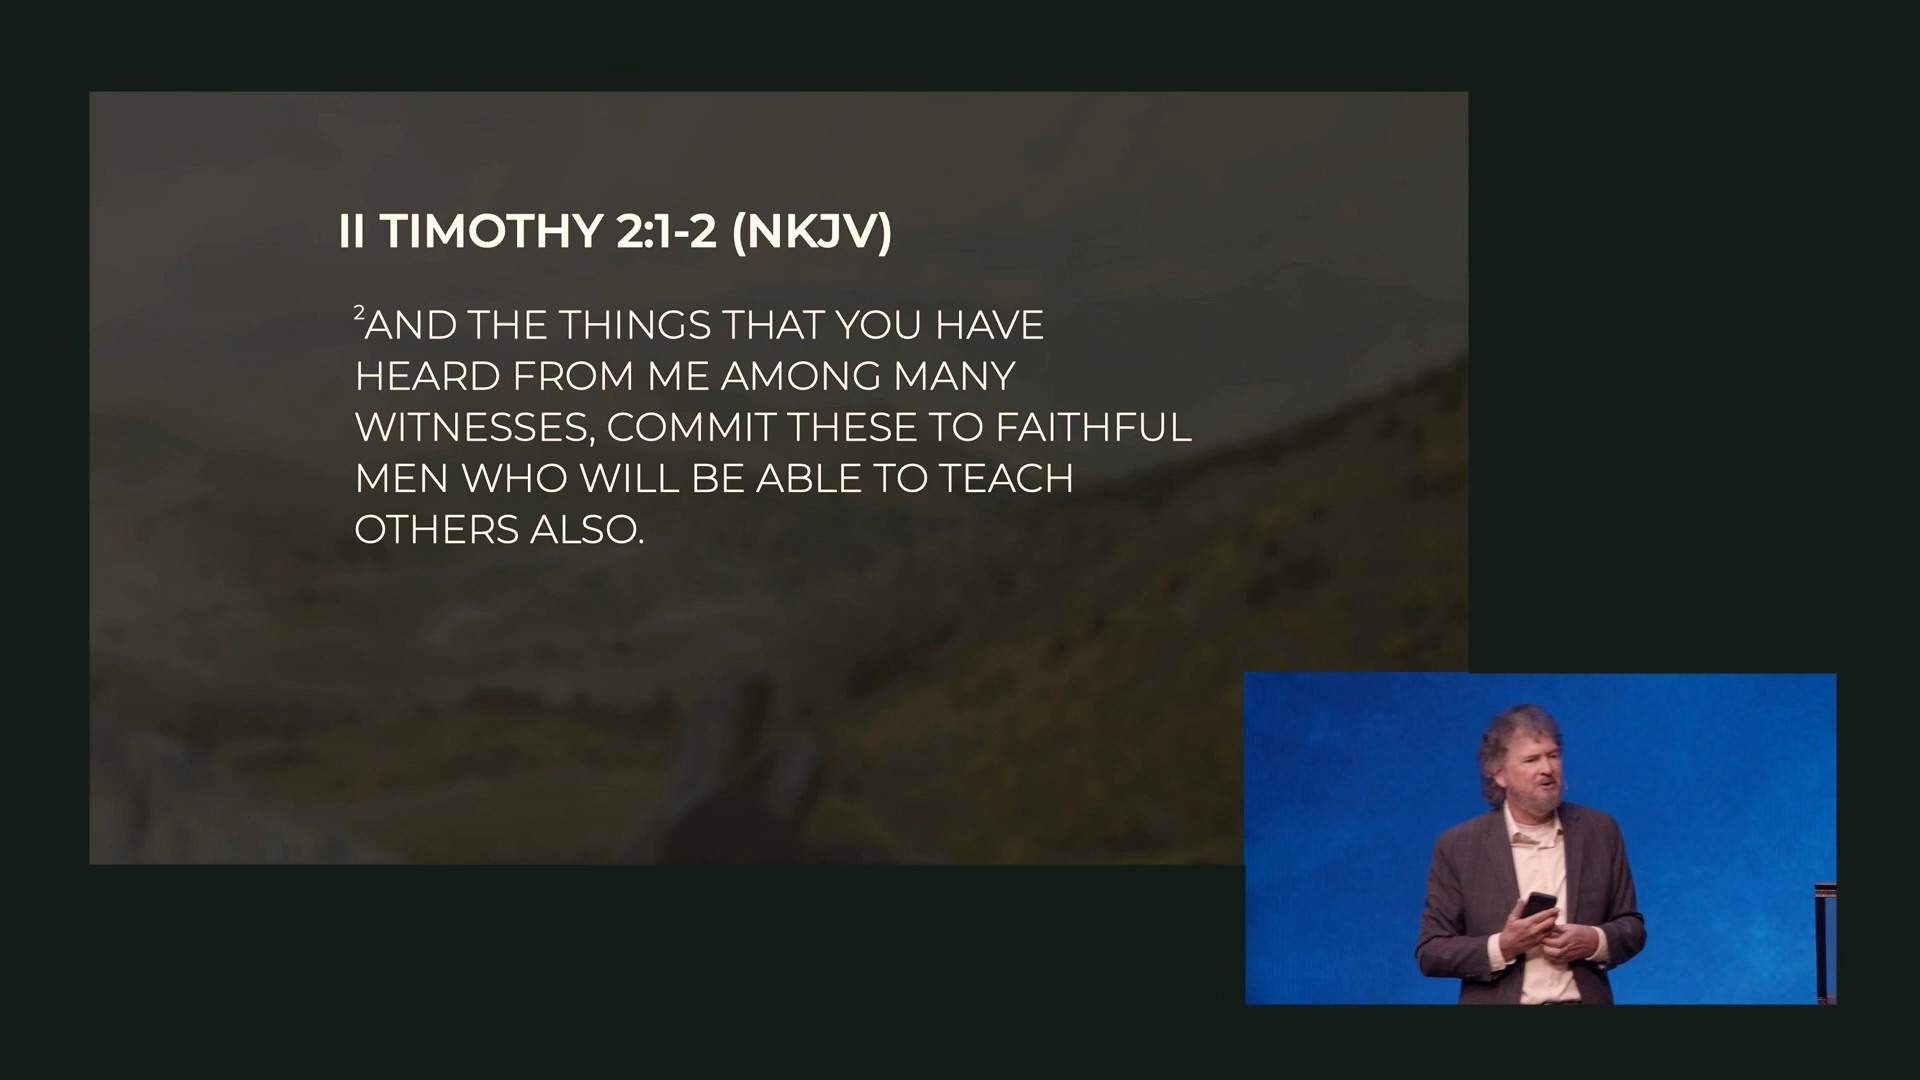 II TIMOTHY 2:1-2 (NKJV)
²AND THE THINGS THAT YOU HAVE
HEARD FROM ME AMONG MANY
WITNESSES, COMMIT THESE TO FAITHFUL
MEN WHO WILL BE ABLE TO TEACH
OTHERS ALSO.